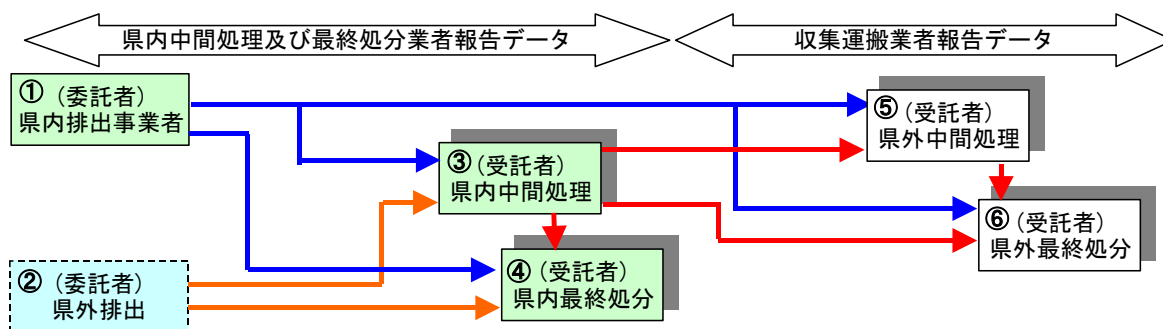 県内中間処理及び最終処分業者報告データ
収集運搬業者報告データ
①(委託者)
県内排出事業者
⑤(受託者)
県外中間処理
③(受託者)
県内中間処理
⑥(受託者)
県外最終処分
④(受託者)
県内最終処分
②(委託者)
県外排出